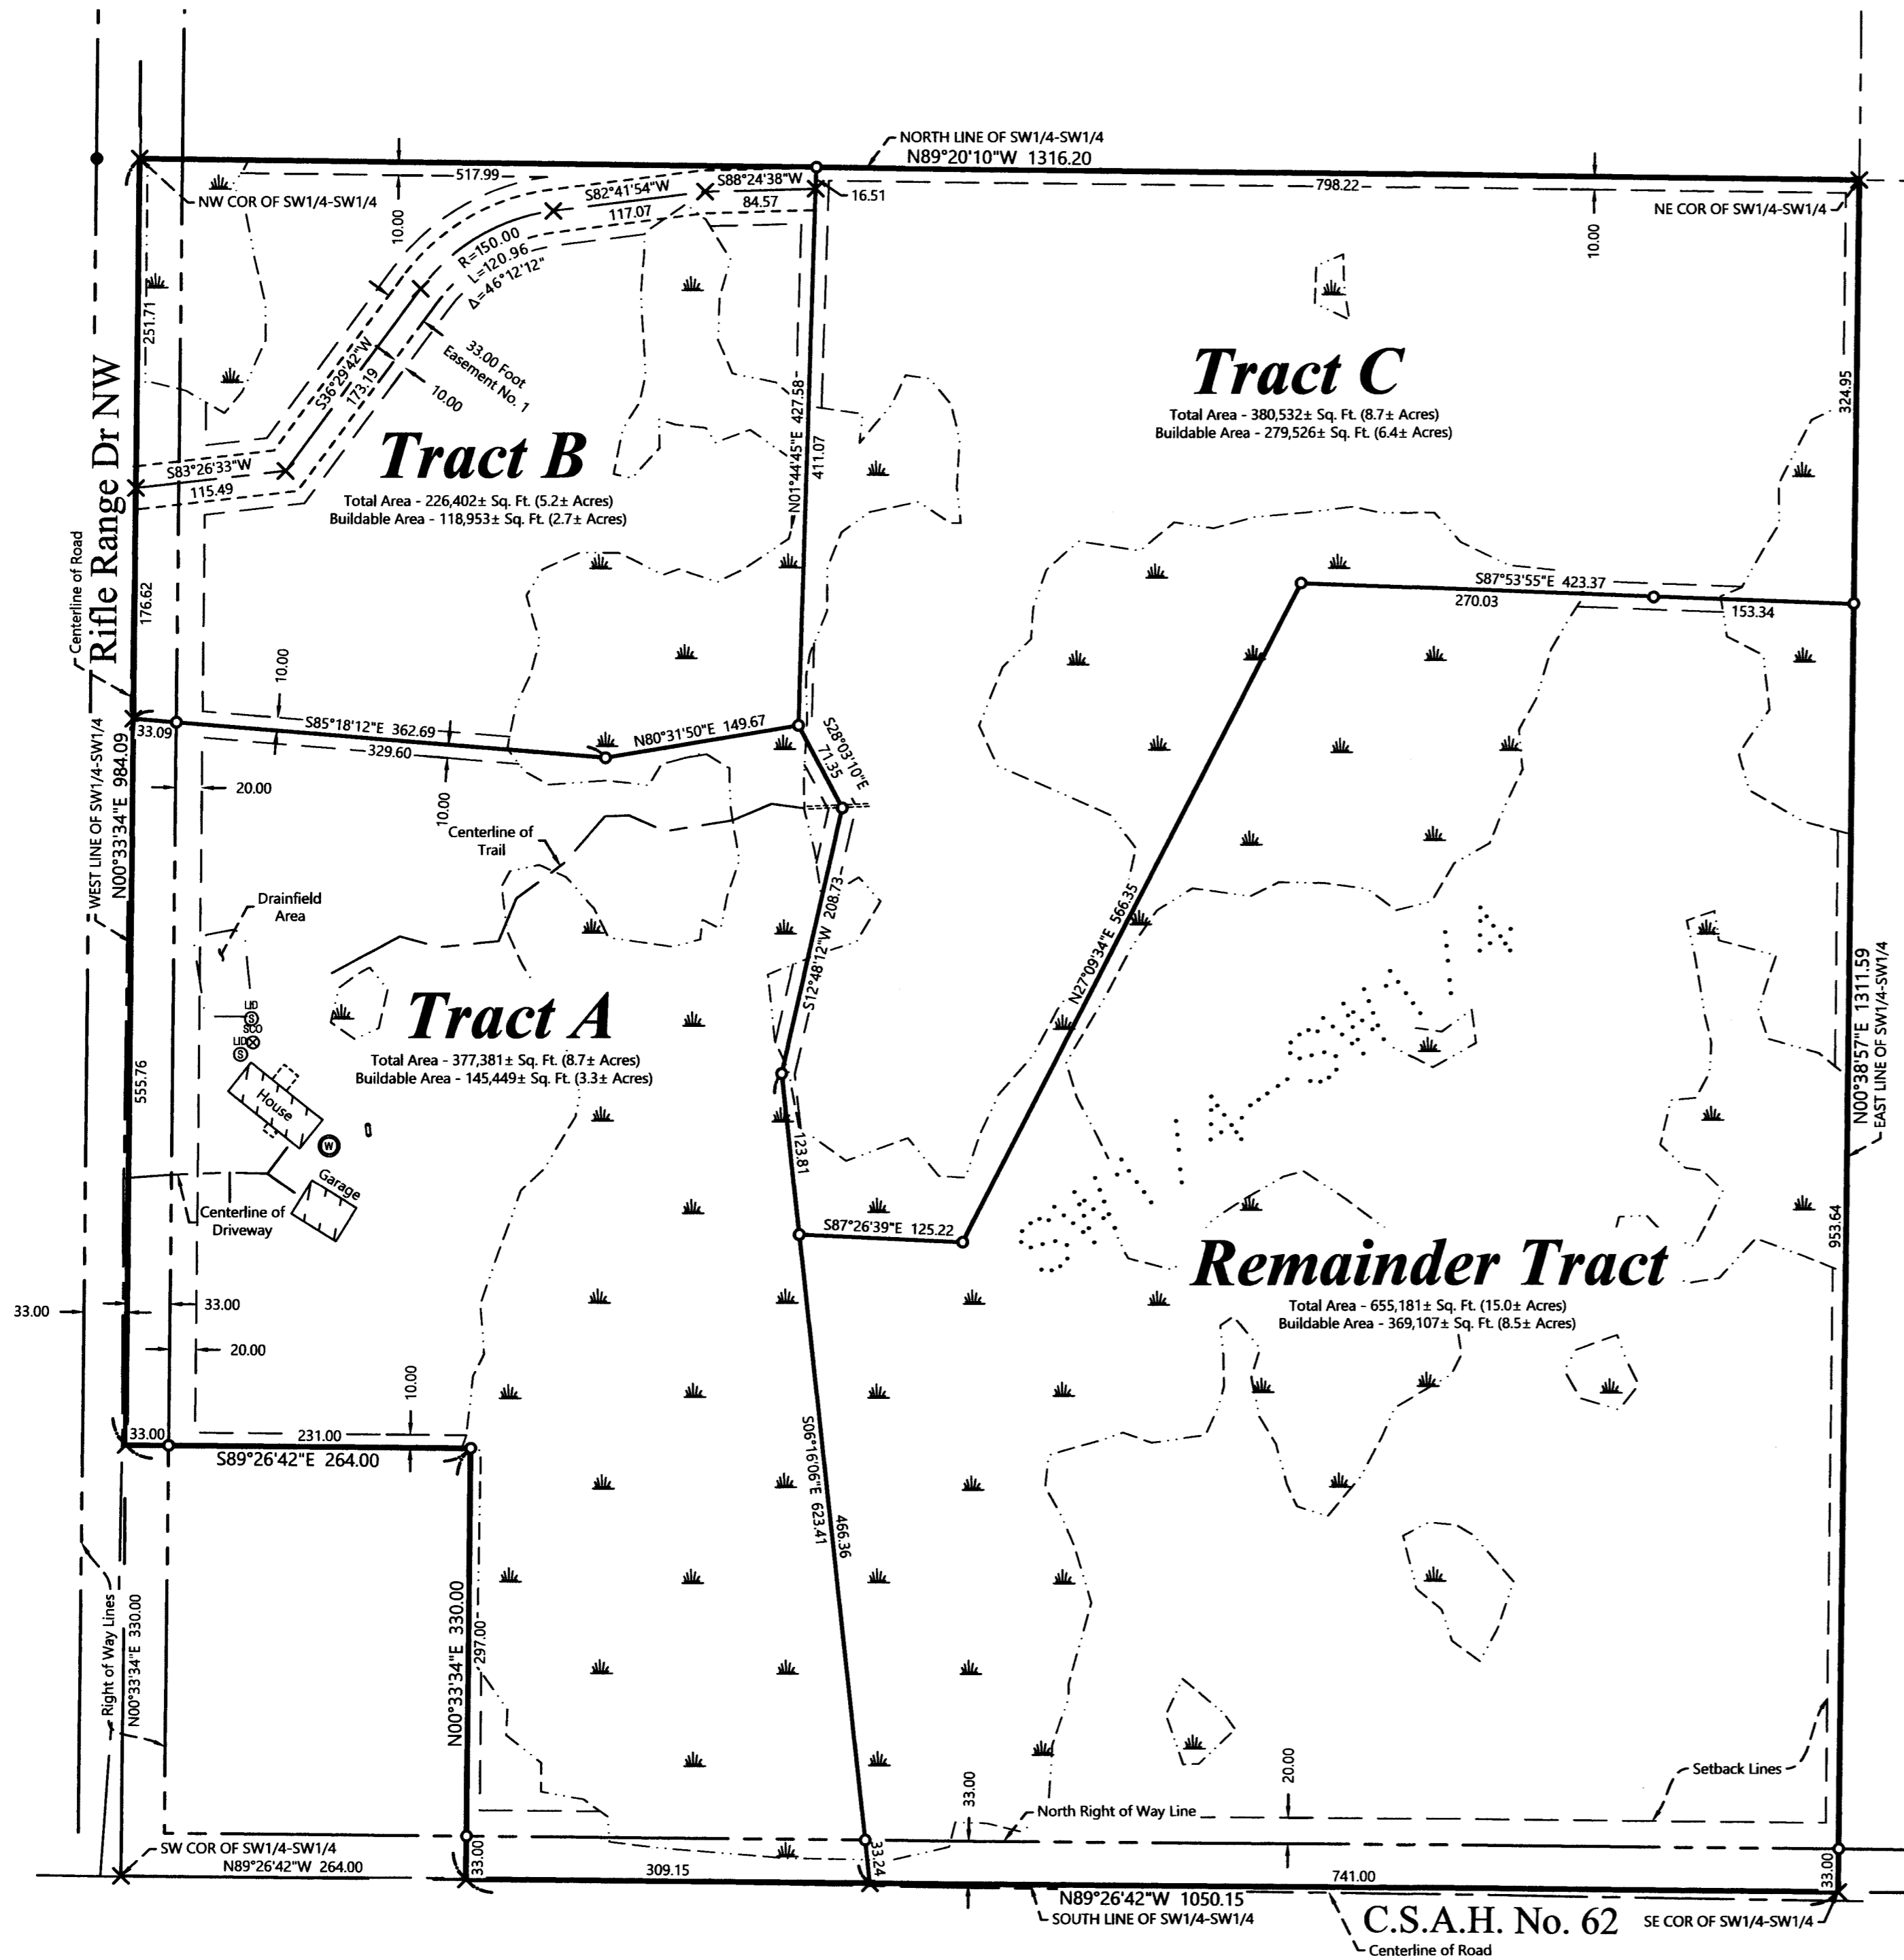 NORTH LINE OF SW1/4-SW1/4
N89°20'10"W 1316.20
517.99
798.22
NW COR OF SW1/4-SW1/4
NE COR OF SW1/4-SW1/4
10.00
10.00
S82°41'54"W
117.07
S88°24'38"W
84.57
16.51
R=150.00
L=120.96
Δ=46°12'12"
33.00 Foot
Easement No. 1
10.00
S36°29'42"W
173.19
S83°26'33"W
115.49
251.71
176.62
Rifle Range Dr NW
Centerline of Road
Tract B
Total Area - 226,402± Sq. Ft. (5.2± Acres)
Buildable Area - 118,953± Sq. Ft. (2.7± Acres)
N01°44'45"E 427.58
411.07
Tract C
Total Area - 380,532± Sq. Ft. (8.7± Acres)
Buildable Area - 279,526± Sq. Ft. (6.4± Acres)
324.95
S87°53'55"E 423.37
270.03
153.34
10.00
S85°18'12"E 362.69
33.09
329.60
N80°31'50"E 149.67
S28°03'10"E
71.35
20.00
10.00
WEST LINE OF SW1/4-SW1/4
N00°33'34"E 984.09
555.76
Centerline of
Trail
Drainfield
Area
LID
S
SCO
LID
S
House
W
Garage
Centerline of
Driveway
Tract A
Total Area - 377,381± Sq. Ft. (8.7± Acres)
Buildable Area - 145,449± Sq. Ft. (3.3± Acres)
S12°48'12"W 208.73
123.81
N27°09'34"E 566.35
N00°38'57"E 1311.59
EAST LINE OF SW1/4-SW1/4
953.64
S87°26'39"E 125.22
SW1/4-SW1/4
Remainder Tract
Total Area - 655,181± Sq. Ft. (15.0± Acres)
Buildable Area - 369,107± Sq. Ft. (8.5± Acres)
33.00
33.00
20.00
10.00
33.00
231.00
S89°26'42"E 264.00
S06°16'06"E 623.41
466.36
N00°33'34"E 330.00
297.00
Right of Way Lines
N00°33'34"E 330.00
33.00
20.00
Setback Lines
North Right of Way Line
SW COR OF SW1/4-SW1/4
N89°26'42"W 264.00
33.00
309.15
33.24
741.00
33.00
N89°26'42"W 1050.15
SOUTH LINE OF SW1/4-SW1/4
C.S.A.H. No. 62
SE COR OF SW1/4-SW1/4
Centerline of Road